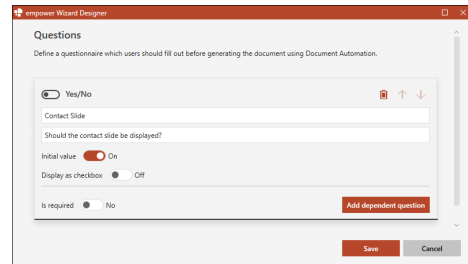 empower Wizard Designer
Questions
Define a questionnaire which users should fill out before generating the document using Document Automation.
Yes/No
Contact Slide
Should the contact slide be displayed?
Initial value On
Display as checkbox Off
Is required No
Add dependent question
Save Cancel